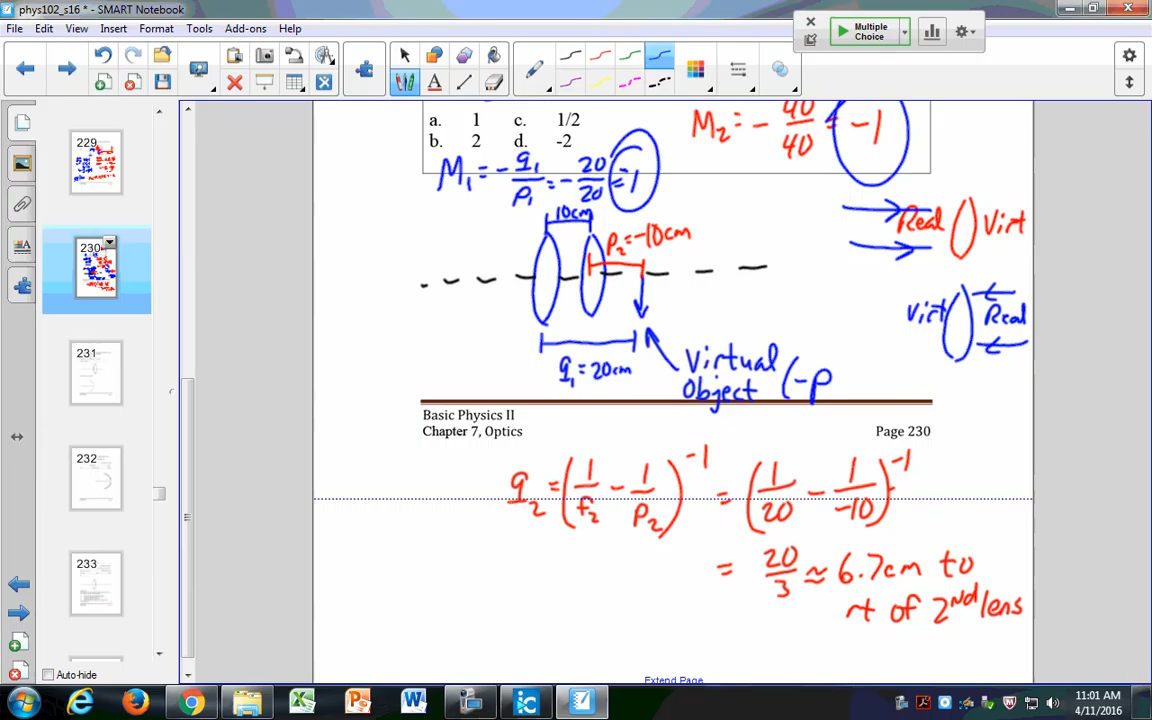 phys102_s16 * - SMART Notebook
File Edit View Insert Format Tools Add-ons Help
Multiple Choice
229
230
231
232
233
Auto-hide
a. 1 c. 1/2
b. 2 d. -2
M₂ = - 40/40 = -1
M₁ = - q₁/p₁ = - 20/20 = -1
10cm
p₂ = -10cm
Real Virt
Virt Real
q₁ = 20cm
Virtual
Object (-p
Basic Physics II
Chapter 7, Optics Page 230
q₂ = (1/f₂ - 1/p₂)⁻¹ = (1/20 - 1/-10)⁻¹
= 20/3 ≈ 6.7cm to
rt of 2nd lens
Extend Page
11:01 AM
4/11/2016